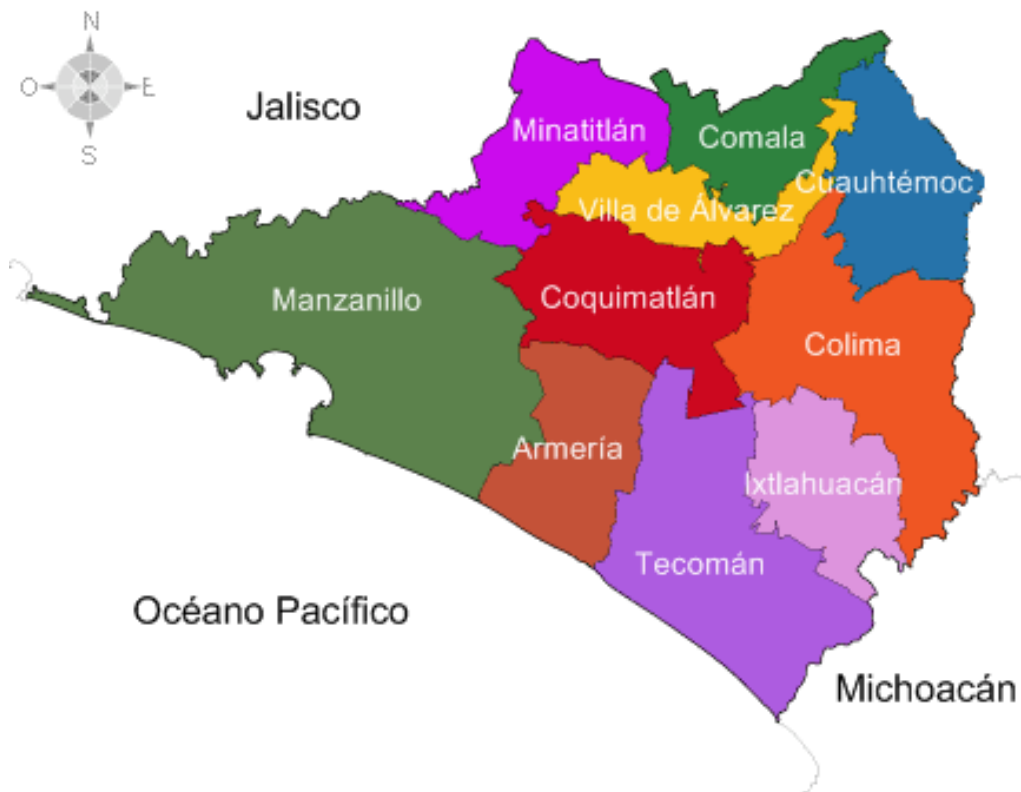 N
O
E
S
Jalisco
Minatitlán
Comala
Cuauhtémoc
Villa de Álvarez
Manzanillo
Coquimatlán
Colima
Armería
Ixtlahuacán
Tecomán
Océano Pacífico
Michoacán